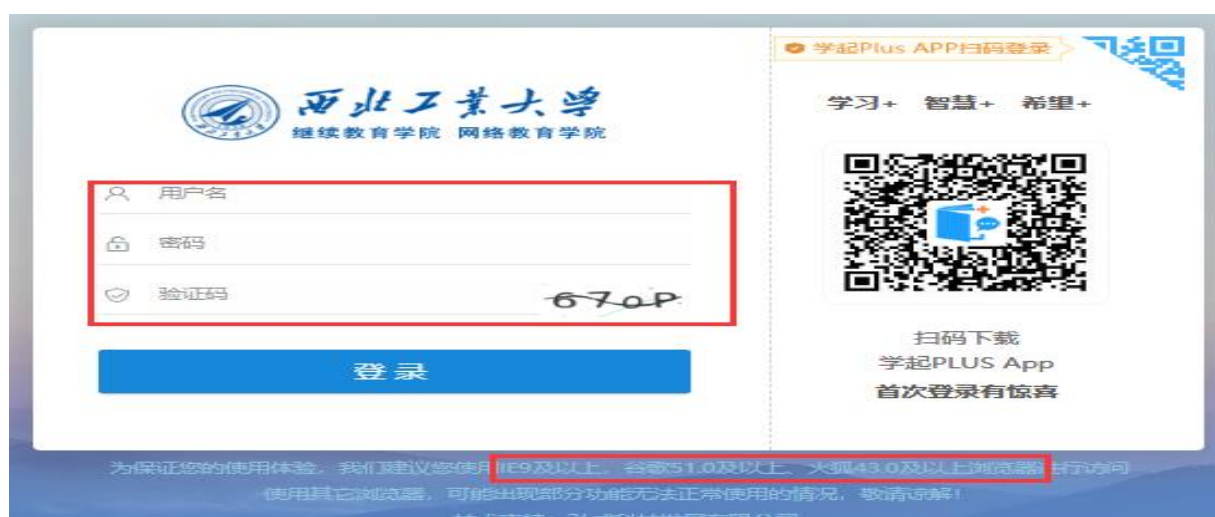 西北工业大学
继续教育学院 网络教育学院
用户名
密码
验证码
67op
登录
学起Plus APP扫码登录
学习+ 智慧+ 希望+
扫码下载
学起PLUS App
首次登录有惊喜
为保证您的使用体验，我们建议您使用IE9及以上、谷歌51.0及以上、火狐43.0及以上浏览器进行访问
使用其它浏览器，可能出现部分功能无法正常使用的情况，敬请谅解！